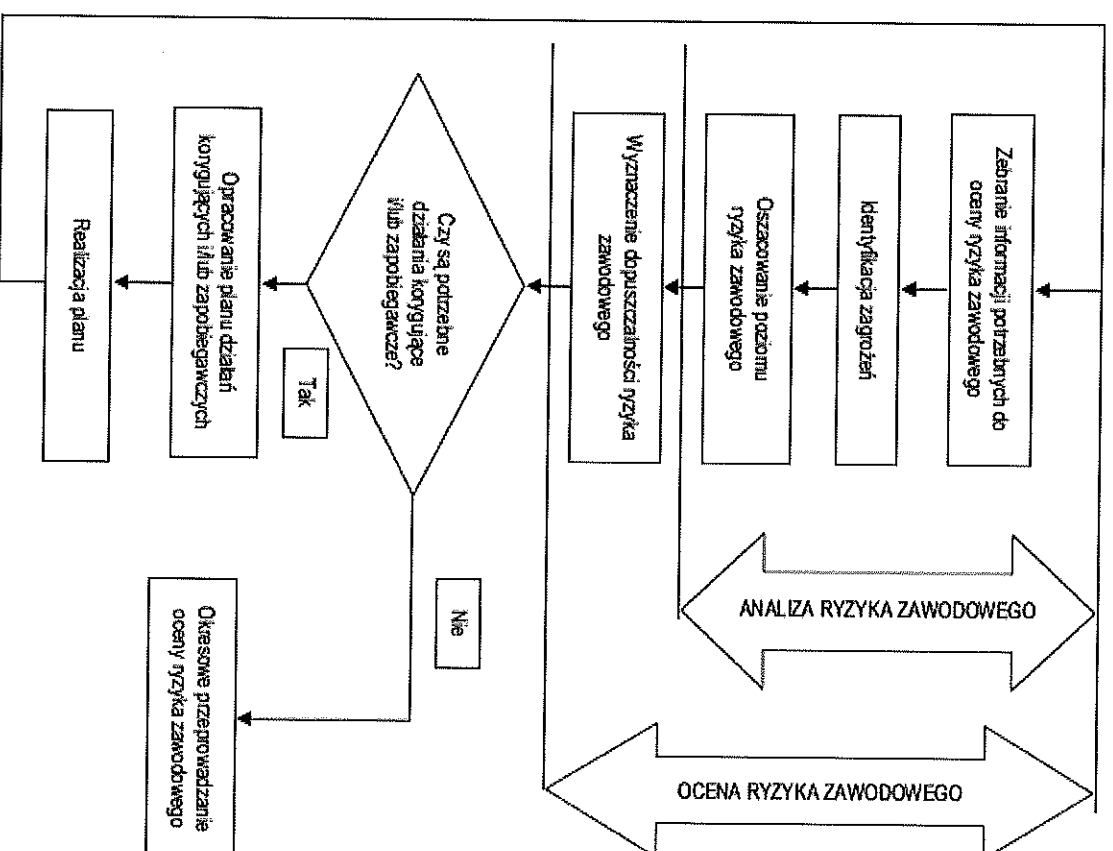 Zebranie informacji potrzebnych do
oceny ryzyka zawodowego
Identyfikacja zagrożeń
Oszacowanie poziomu
ryzyka zawodowego
Wyznaczenie dopuszczalności ryzyka
zawodowego
Czy są potrzebne
działania korygujące
i/lub zapobiegawcze?
Tak
Nie
Opracowanie planu działań
korygujących i/lub zapobiegawczych
Realizacja planu
Okresowe przeprowadzanie
oceny ryzyka zawodowego
ANALIZA RYZYKA ZAWODOWEGO
OCENA RYZYKA ZAWODOWEGO